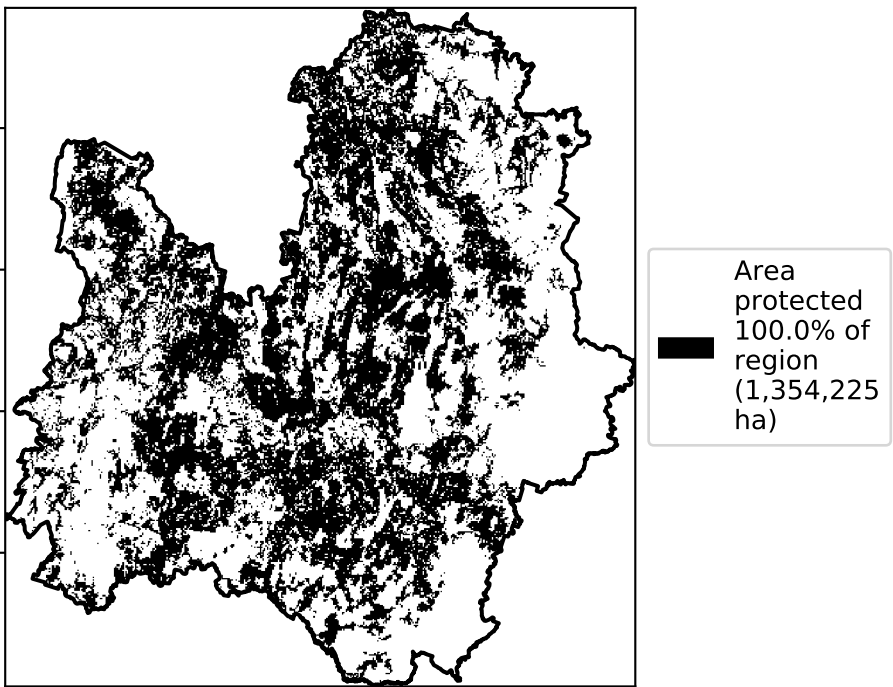 Area
protected
100.0% of
region
(1,354,225
ha)